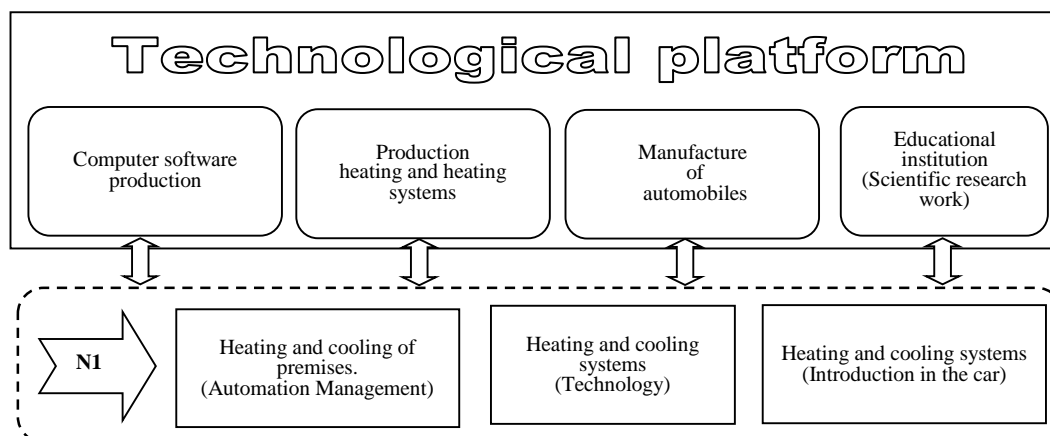 Technological platform
Computer software
production
Production
heating and heating
systems
Manufacture
of
automobiles
Educational
institution
(Scientific research
work)
N1
Heating and cooling of
premises.
(Automation Management)
Heating and cooling
systems
(Technology)
Heating and cooling systems
(Introduction in the car)